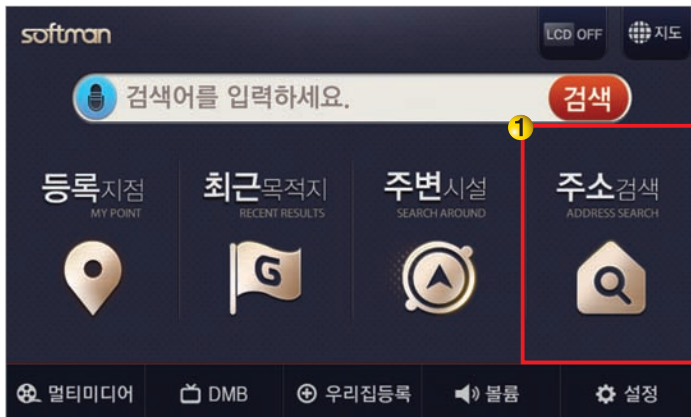 softman
LCD OFF
지도
검색어를 입력하세요.
검색
1
등록지점
MY POINT
최근목적지
RECENT RESULTS
주변시설
SEARCH AROUND
주소검색
ADDRESS SEARCH
G
멀티미디어
DMB
우리집등록
볼륨
설정